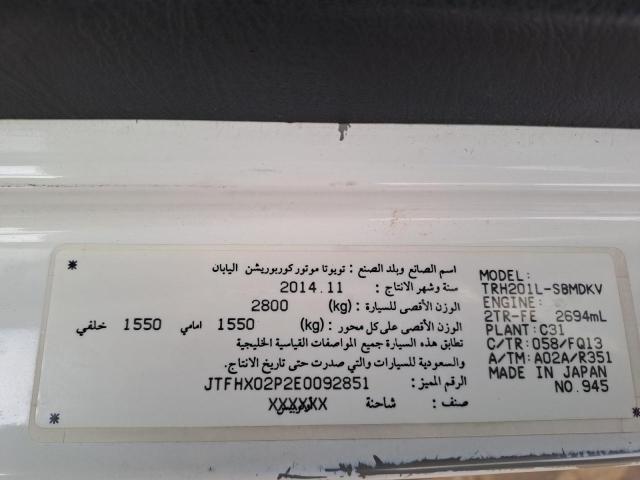 اسم الصانع وبلد الصنع : تويوتا موتور كوربوريشن اليابان
سنة وشهر الانتاج : 2014.11
الوزن الأقصى للسيارة : (kg) 2800
الوزن الأقصى على كل محور : (kg) 1550 امامي 1550 خلفي
تطابق هذه السيارة جميع المواصفات القياسية الخليجية
والسعودية للسيارات والتي صدرت حتى تاريخ الانتاج.
الرقم المميز : JTFHX02P2E0092851
صنف : شاحنة XXXXXX
MODEL:
TRH201L-SBMDKV
ENGINE:
2TR-FE 2694mL
PLANT:C31
C/TR:058/FQ13
A/TM:A02A/R351
MADE IN JAPAN
NO.945